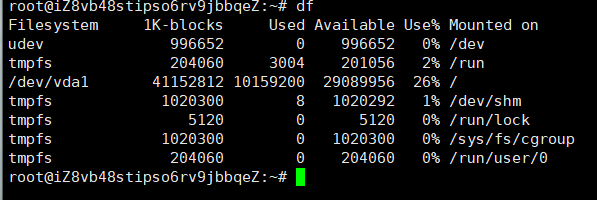 root@iZ8vb48stipso6rv9jbbqeZ:~# df
Filesystem     1K-blocks     Used Available Use% Mounted on
udev              996652        0    996652   0% /dev
tmpfs             204060     3004    201056   2% /run
/dev/vda1       41152812 10159200  29089956  26% /
tmpfs            1020300        8   1020292   1% /dev/shm
tmpfs               5120        0      5120   0% /run/lock
tmpfs            1020300        0   1020300   0% /sys/fs/cgroup
tmpfs             204060        0    204060   0% /run/user/0
root@iZ8vb48stipso6rv9jbbqeZ:~#